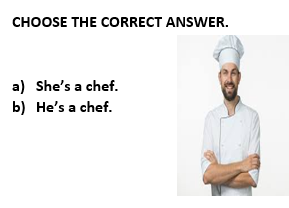 CHOOSE THE CORRECT ANSWER.
a) She’s a chef.
b) He’s a chef.